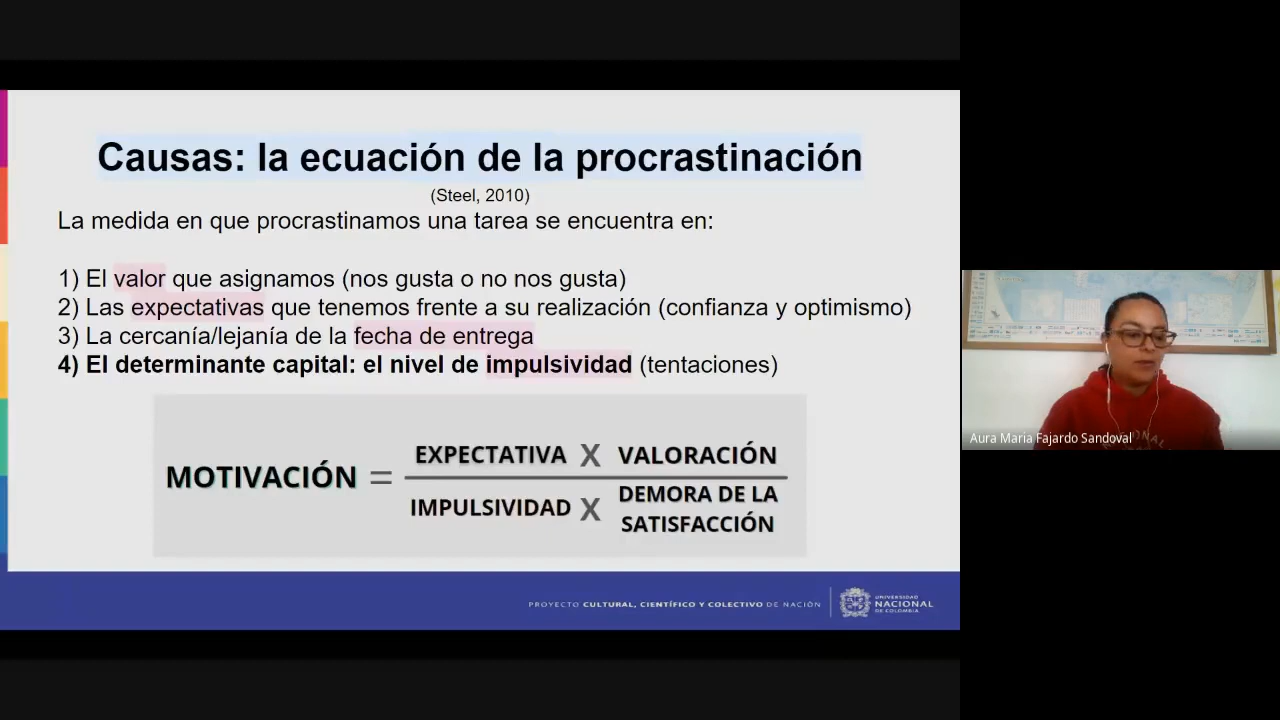 Causas: la ecuación de la procrastinación
(Steel, 2010)
La medida en que procrastinamos una tarea se encuentra en:
1) El valor que asignamos (nos gusta o no nos gusta)
2) Las expectativas que tenemos frente a su realización (confianza y optimismo)
3) La cercanía/lejanía de la fecha de entrega
4) El determinante capital: el nivel de impulsividad (tentaciones)
MOTIVACIÓN = EXPECTATIVA X VALORACIÓN
IMPULSIVIDAD X DEMORA DE LA SATISFACCIÓN
PROYECTO CULTURAL, CIENTÍFICO Y COLECTIVO DE NACIÓN
UNIVERSIDAD
NACIONAL
DE COLOMBIA
Aura Maria Fajardo Sandoval